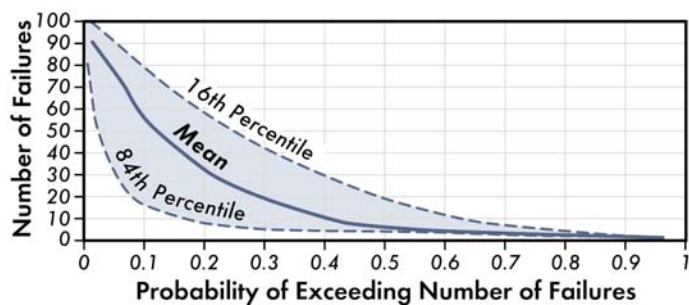 100
90
80
70
60
50
40
30
20
10
0
Number of Failures
16th Percentile
Mean
84th Percentile
0 0.1 0.2 0.3 0.4 0.5 0.6 0.7 0.8 0.9 1
Probability of Exceeding Number of Failures